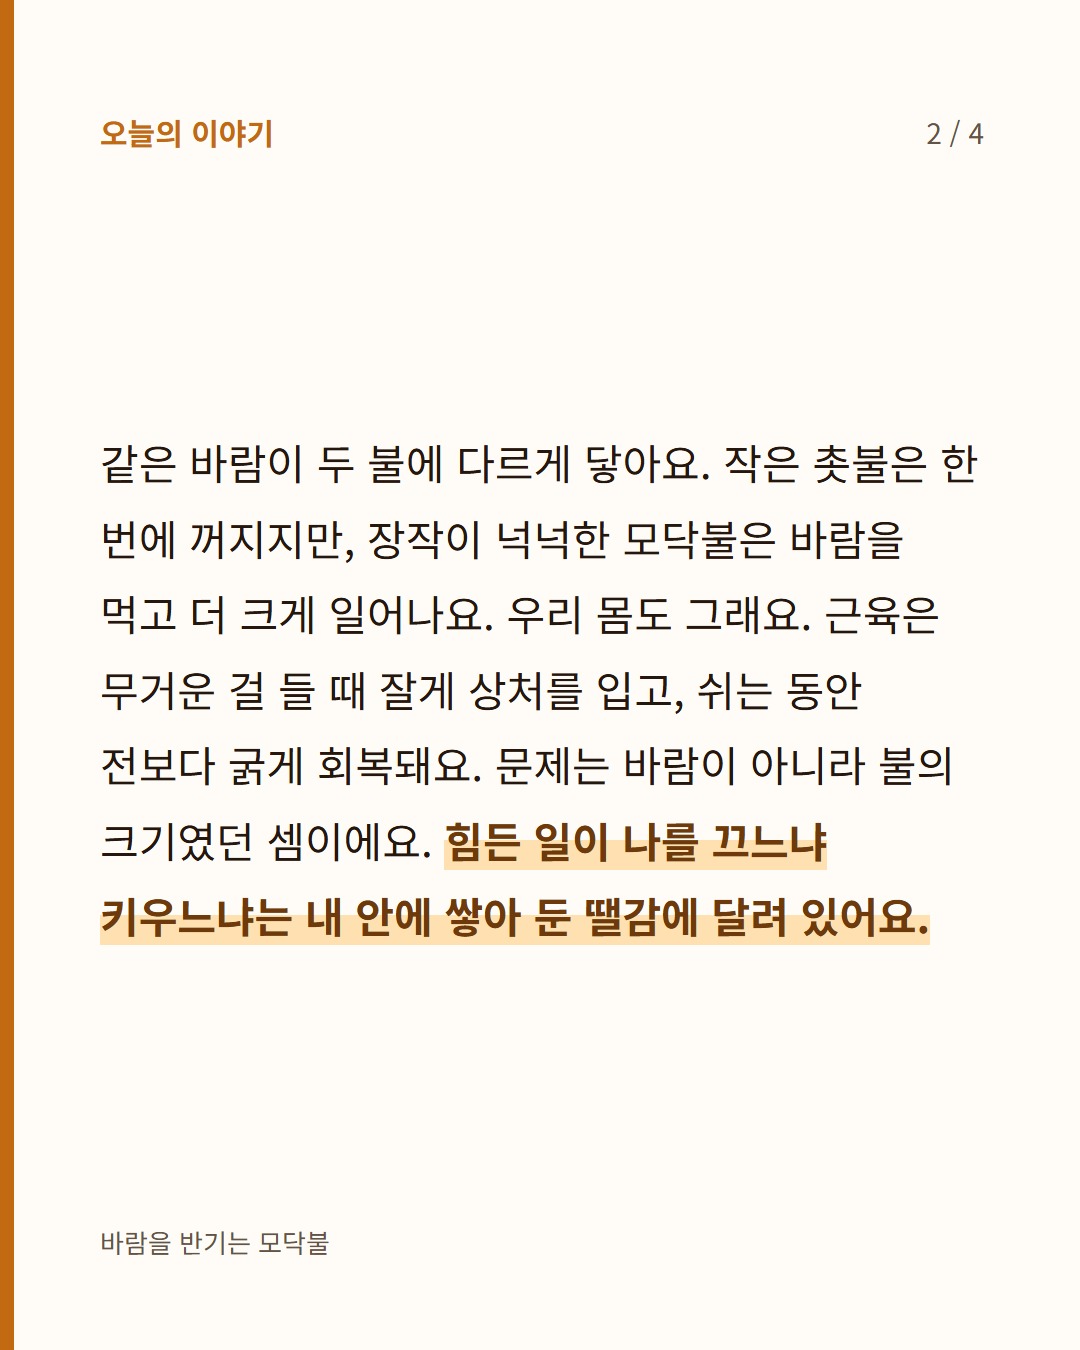 오늘의 이야기
2 / 4
같은 바람이 두 불에 다르게 닿아요. 작은 촛불은 한
번에 꺼지지만, 장작이 넉넉한 모닥불은 바람을
먹고 더 크게 일어나요. 우리 몸도 그래요. 근육은
무거운 걸 들 때 잘게 상처를 입고, 쉬는 동안
전보다 굵게 회복돼요. 문제는 바람이 아니라 불의
크기였던 셈이에요. 힘든 일이 나를 끄느냐
키우느냐는 내 안에 쌓아 둔 땔감에 달려 있어요.
바람을 반기는 모닥불